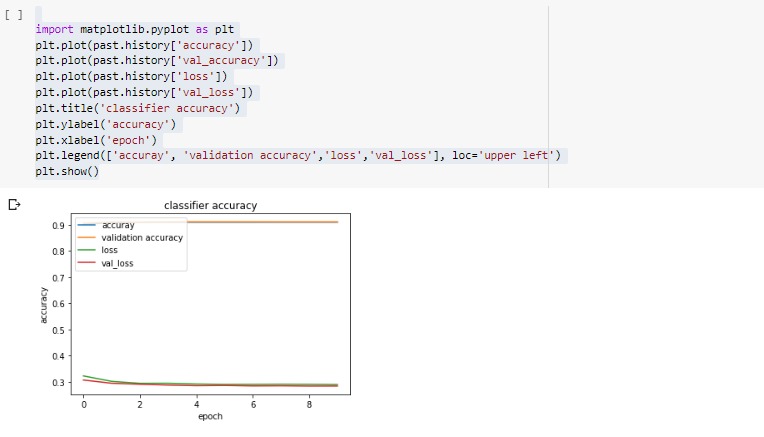 [ ]
import matplotlib.pyplot as plt
plt.plot(past.history['accuracy'])
plt.plot(past.history['val_accuracy'])
plt.plot(past.history['loss'])
plt.plot(past.history['val_loss'])
plt.title('classifier accuracy')
plt.ylabel('accuracy')
plt.xlabel('epoch')
plt.legend(['accuray', 'validation accuracy','loss','val_loss'], loc='upper left')
plt.show()
classifier accuracy
accuray
validation accuracy
loss
val_loss
0.9
0.8
0.7
0.6
0.5
0.4
0.3
accuracy
0 2 4 6 8
epoch